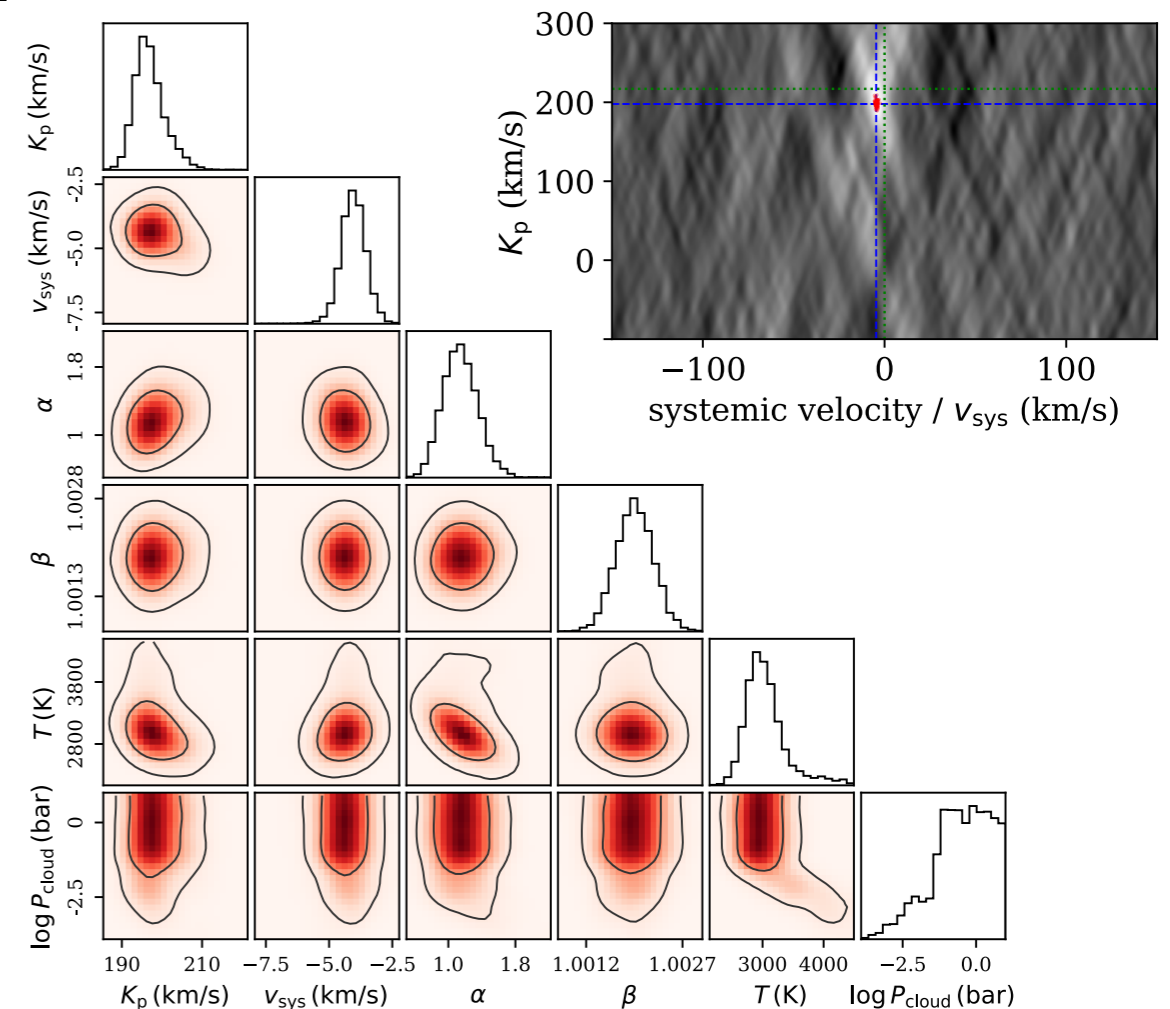 K_p (km/s)
300
200
100
0
K_p (km/s)
−100
0
100
systemic velocity / v_sys (km/s)
-2.5
-5.0
-7.5
v_sys (km/s)
1.8
1
α
1.0028
1.0013
β
3800
2800
T (K)
0
-2.5
log P_cloud (bar)
190 210
−7.5 −5.0 −2.5
1.0 1.8
1.0012 1.0027
3000 4000
−2.5 0.0
K_p (km/s)
v_sys (km/s)
α
β
T (K)
log P_cloud (bar)